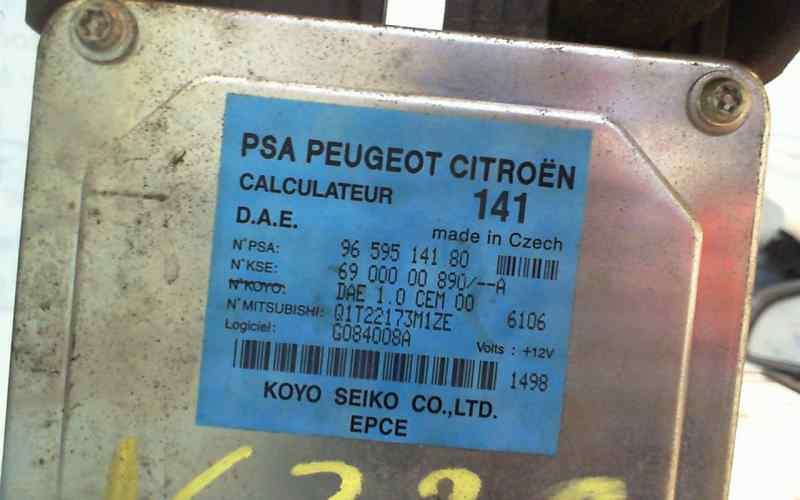 PSA PEUGEOT CITROËN
CALCULATEUR 141
D.A.E. made in Czech
N°PSA: 96 595 141 80
N°KSE: 69 000 00 890/--A
N°KOYO: DAE 1.0 CEM 00
N°MITSUBISHI: Q1T22173M1ZE 6106
Logiciel: G084008A Volts : +12V
1498
KOYO SEIKO CO.,LTD.
EPCE